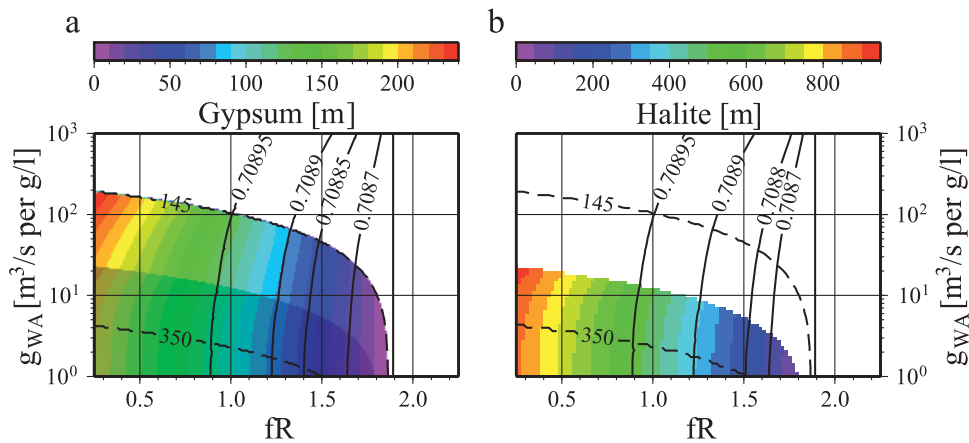 a
b
0 50 100 150 200
0 200 400 600 800
Gypsum [m]
Halite [m]
10³
10²
10¹
10⁰
g_WA [m³/s per g/l]
145
350
0.70895
0.7089
0.70885
0.7087
0.5 1.0 1.5 2.0
fR
145
350
0.70895
0.7089
0.7088
0.7087
0.5 1.0 1.5 2.0
fR
10³
10²
10¹
10⁰
g_WA [m³/s per g/l]